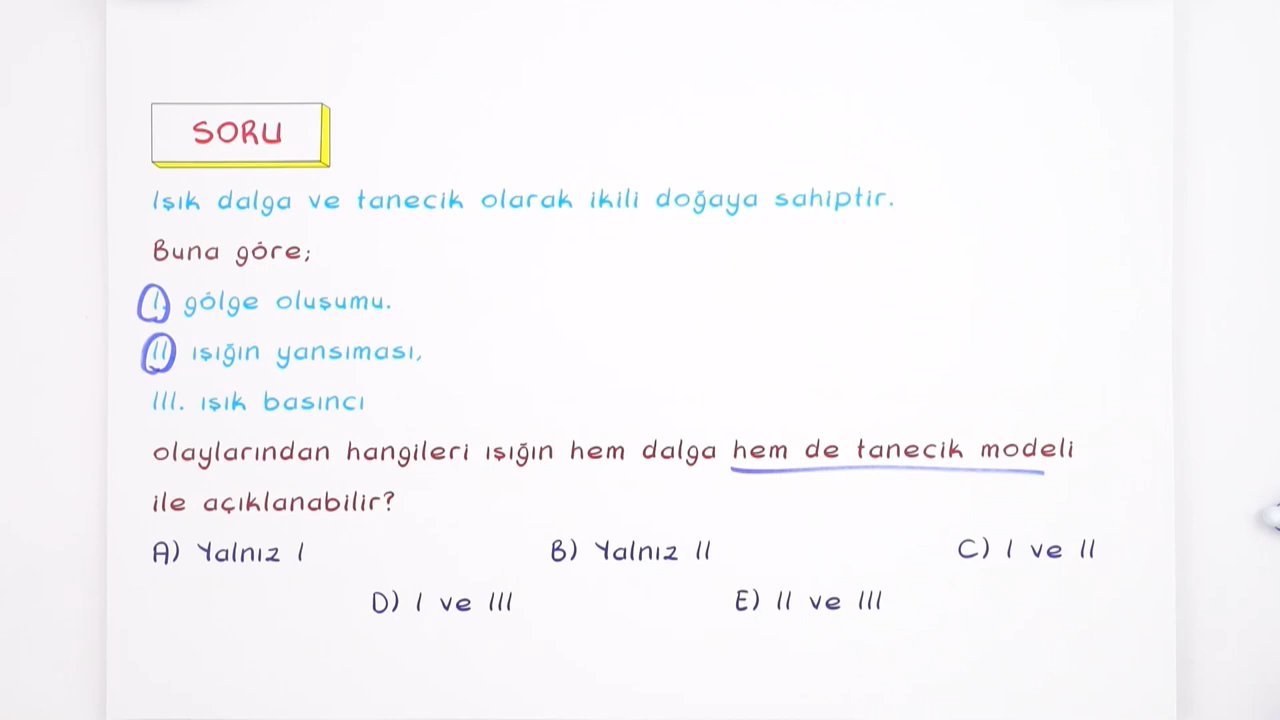 SORU
Işık dalga ve tanecik olarak ikili doğaya sahiptir.
Buna göre;
I. gölge oluşumu.
II ışığın yansıması,
III. ışık basıncı
olaylarından hangileri ışığın hem dalga hem de tanecik modeli
ile açıklanabilir?
A) Yalnız I B) Yalnız II C) I ve II
D) I ve III E) II ve III